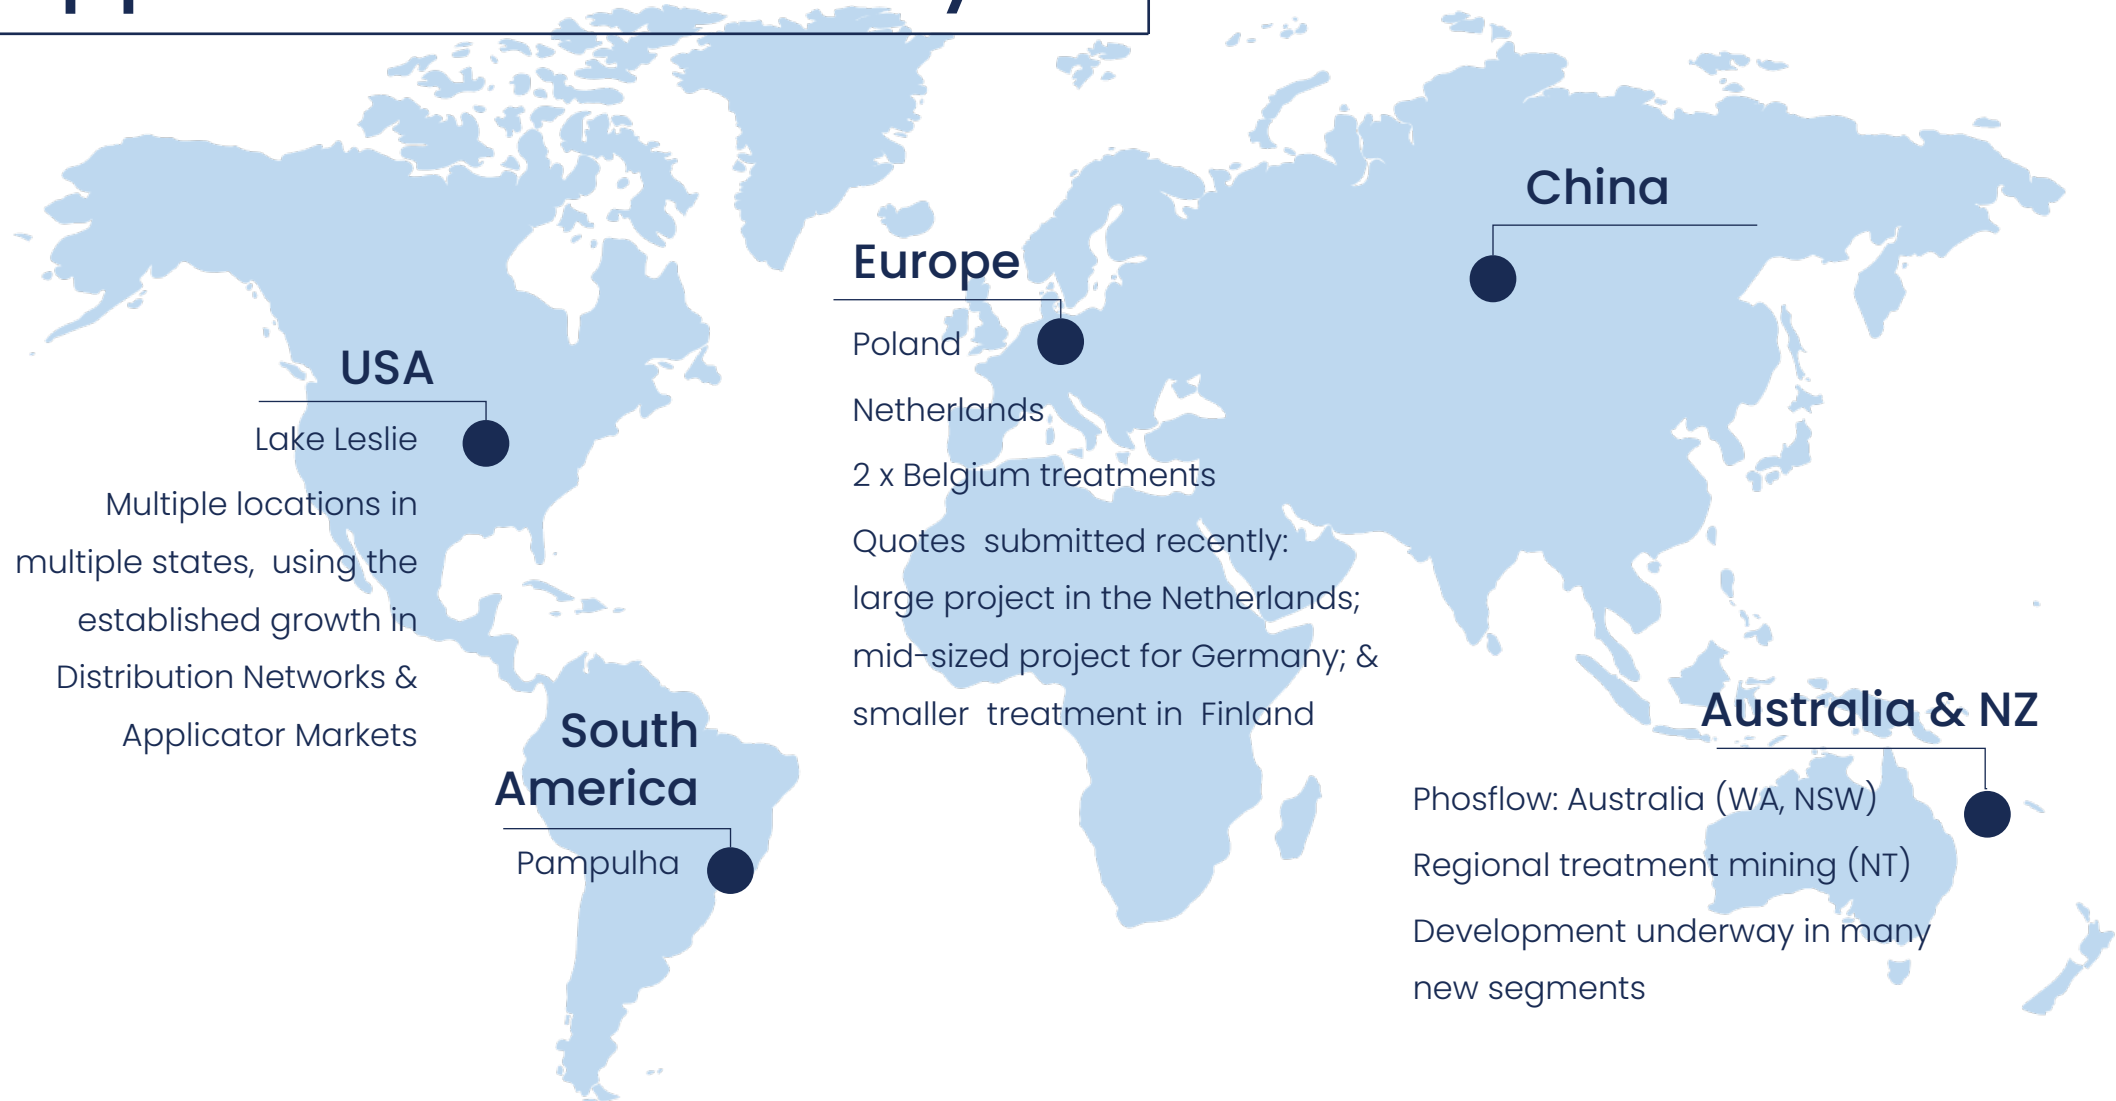 China
Europe
Poland
Netherlands
2 x Belgium treatments
Quotes submitted recently:
large project in the Netherlands;
mid-sized project for Germany; &
smaller treatment in Finland
USA
Lake Leslie
Multiple locations in
multiple states, using the
established growth in
Distribution Networks &
Applicator Markets
South
America
Pampulha
Australia & NZ
Phosflow: Australia (WA, NSW)
Regional treatment mining (NT)
Development underway in many
new segments